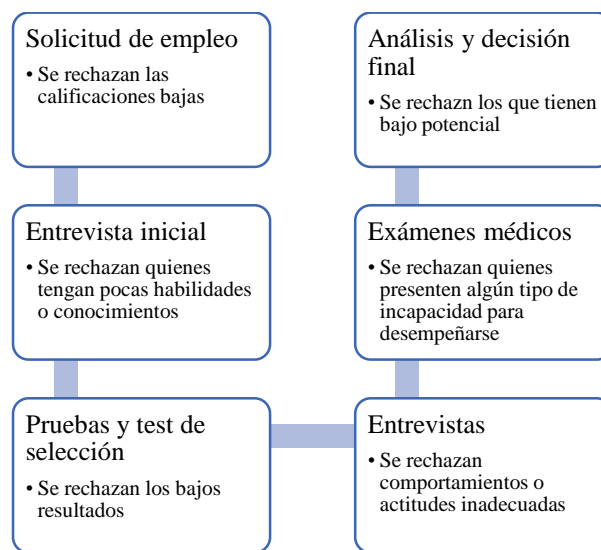 Solicitud de empleo
• Se rechazan las
calificaciones bajas
Entrevista inicial
• Se rechazan quienes
tengan pocas habilidades
o conocimientos
Pruebas y test de
selección
• Se rechazan los bajos
resultados
Entrevistas
• Se rechazan
comportamientos o
actitudes inadecuadas
Exámenes médicos
• Se rechazan quienes
presenten algún tipo de
incapacidad para
desempeñarse
Análisis y decisión
final
• Se rechazn los que tienen
bajo potencial